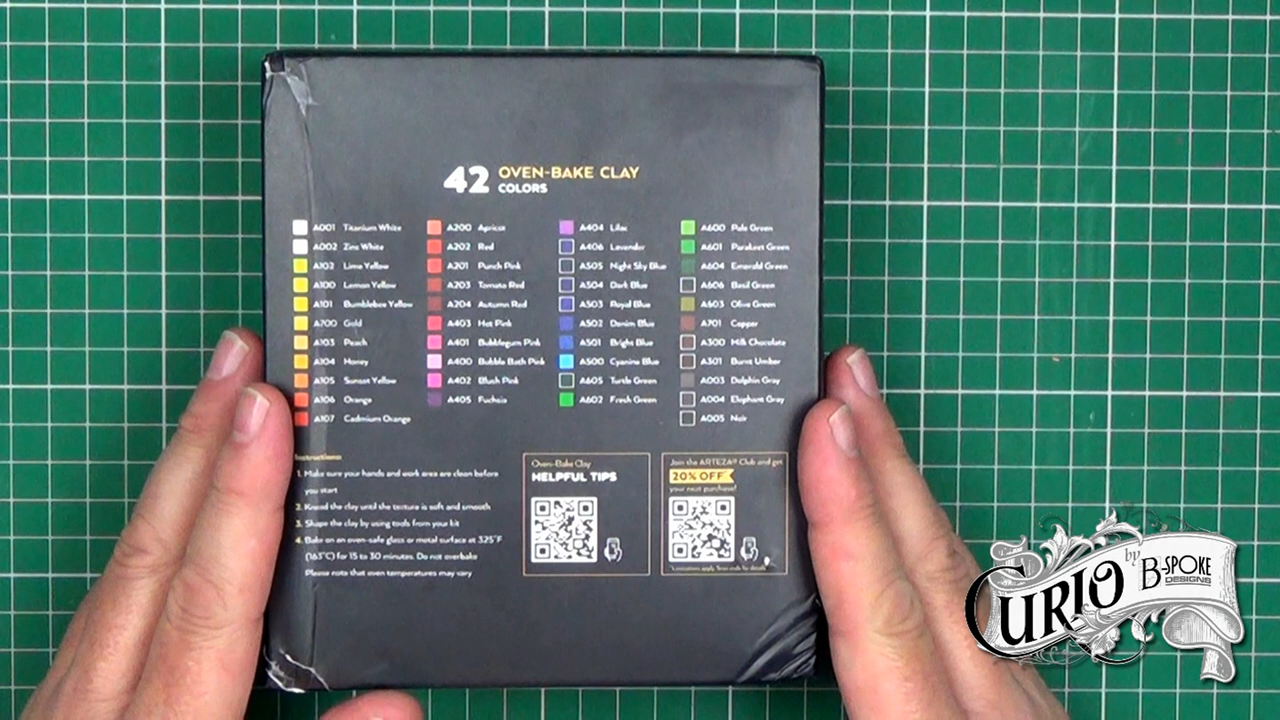 42 OVEN-BAKE CLAY
COLORS
A001 Titanium White
A002 Zinc White
A102 Lime Yellow
A100 Lemon Yellow
A101 Bumblebee Yellow
A700 Gold
A103 Peach
A104 Honey
A105 Sunset Yellow
A106 Orange
A107 Cadmium Orange
A200 Apricot
A202 Red
A201 Punch Pink
A203 Tomato Red
A204 Autumn Red
A403 Hot Pink
A401 Bubblegum Pink
A400 Bubble Bath Pink
A402 Blush Pink
A405 Fuchsia
A404 Lilac
A406 Lavender
A505 Night Sky Blue
A504 Dark Blue
A503 Royal Blue
A502 Denim Blue
A501 Bright Blue
A500 Cyanine Blue
A605 Turtle Green
A602 Fresh Green
A600 Pale Green
A601 Parakeet Green
A604 Emerald Green
A606 Basil Green
A603 Olive Green
A701 Copper
A300 Milk Chocolate
A301 Burnt Umber
A003 Dolphin Gray
A004 Elephant Gray
A005 Noir
Instructions:
1. Make sure your hands and work area are clean before
you start
2. Knead the clay until the texture is soft and smooth
3. Shape the clay by using tools from your kit
4. Bake on an oven-safe glass or metal surface at 325°F
(163°C) for 15 to 30 minutes. Do not overbake
Please note that oven temperatures may vary
Oven-Bake Clay
HELPFUL TIPS
Join the ARTEZA® Club and get
20% OFF*
your next purchase!
CURIO
by B-SPOKE
DESIGNS